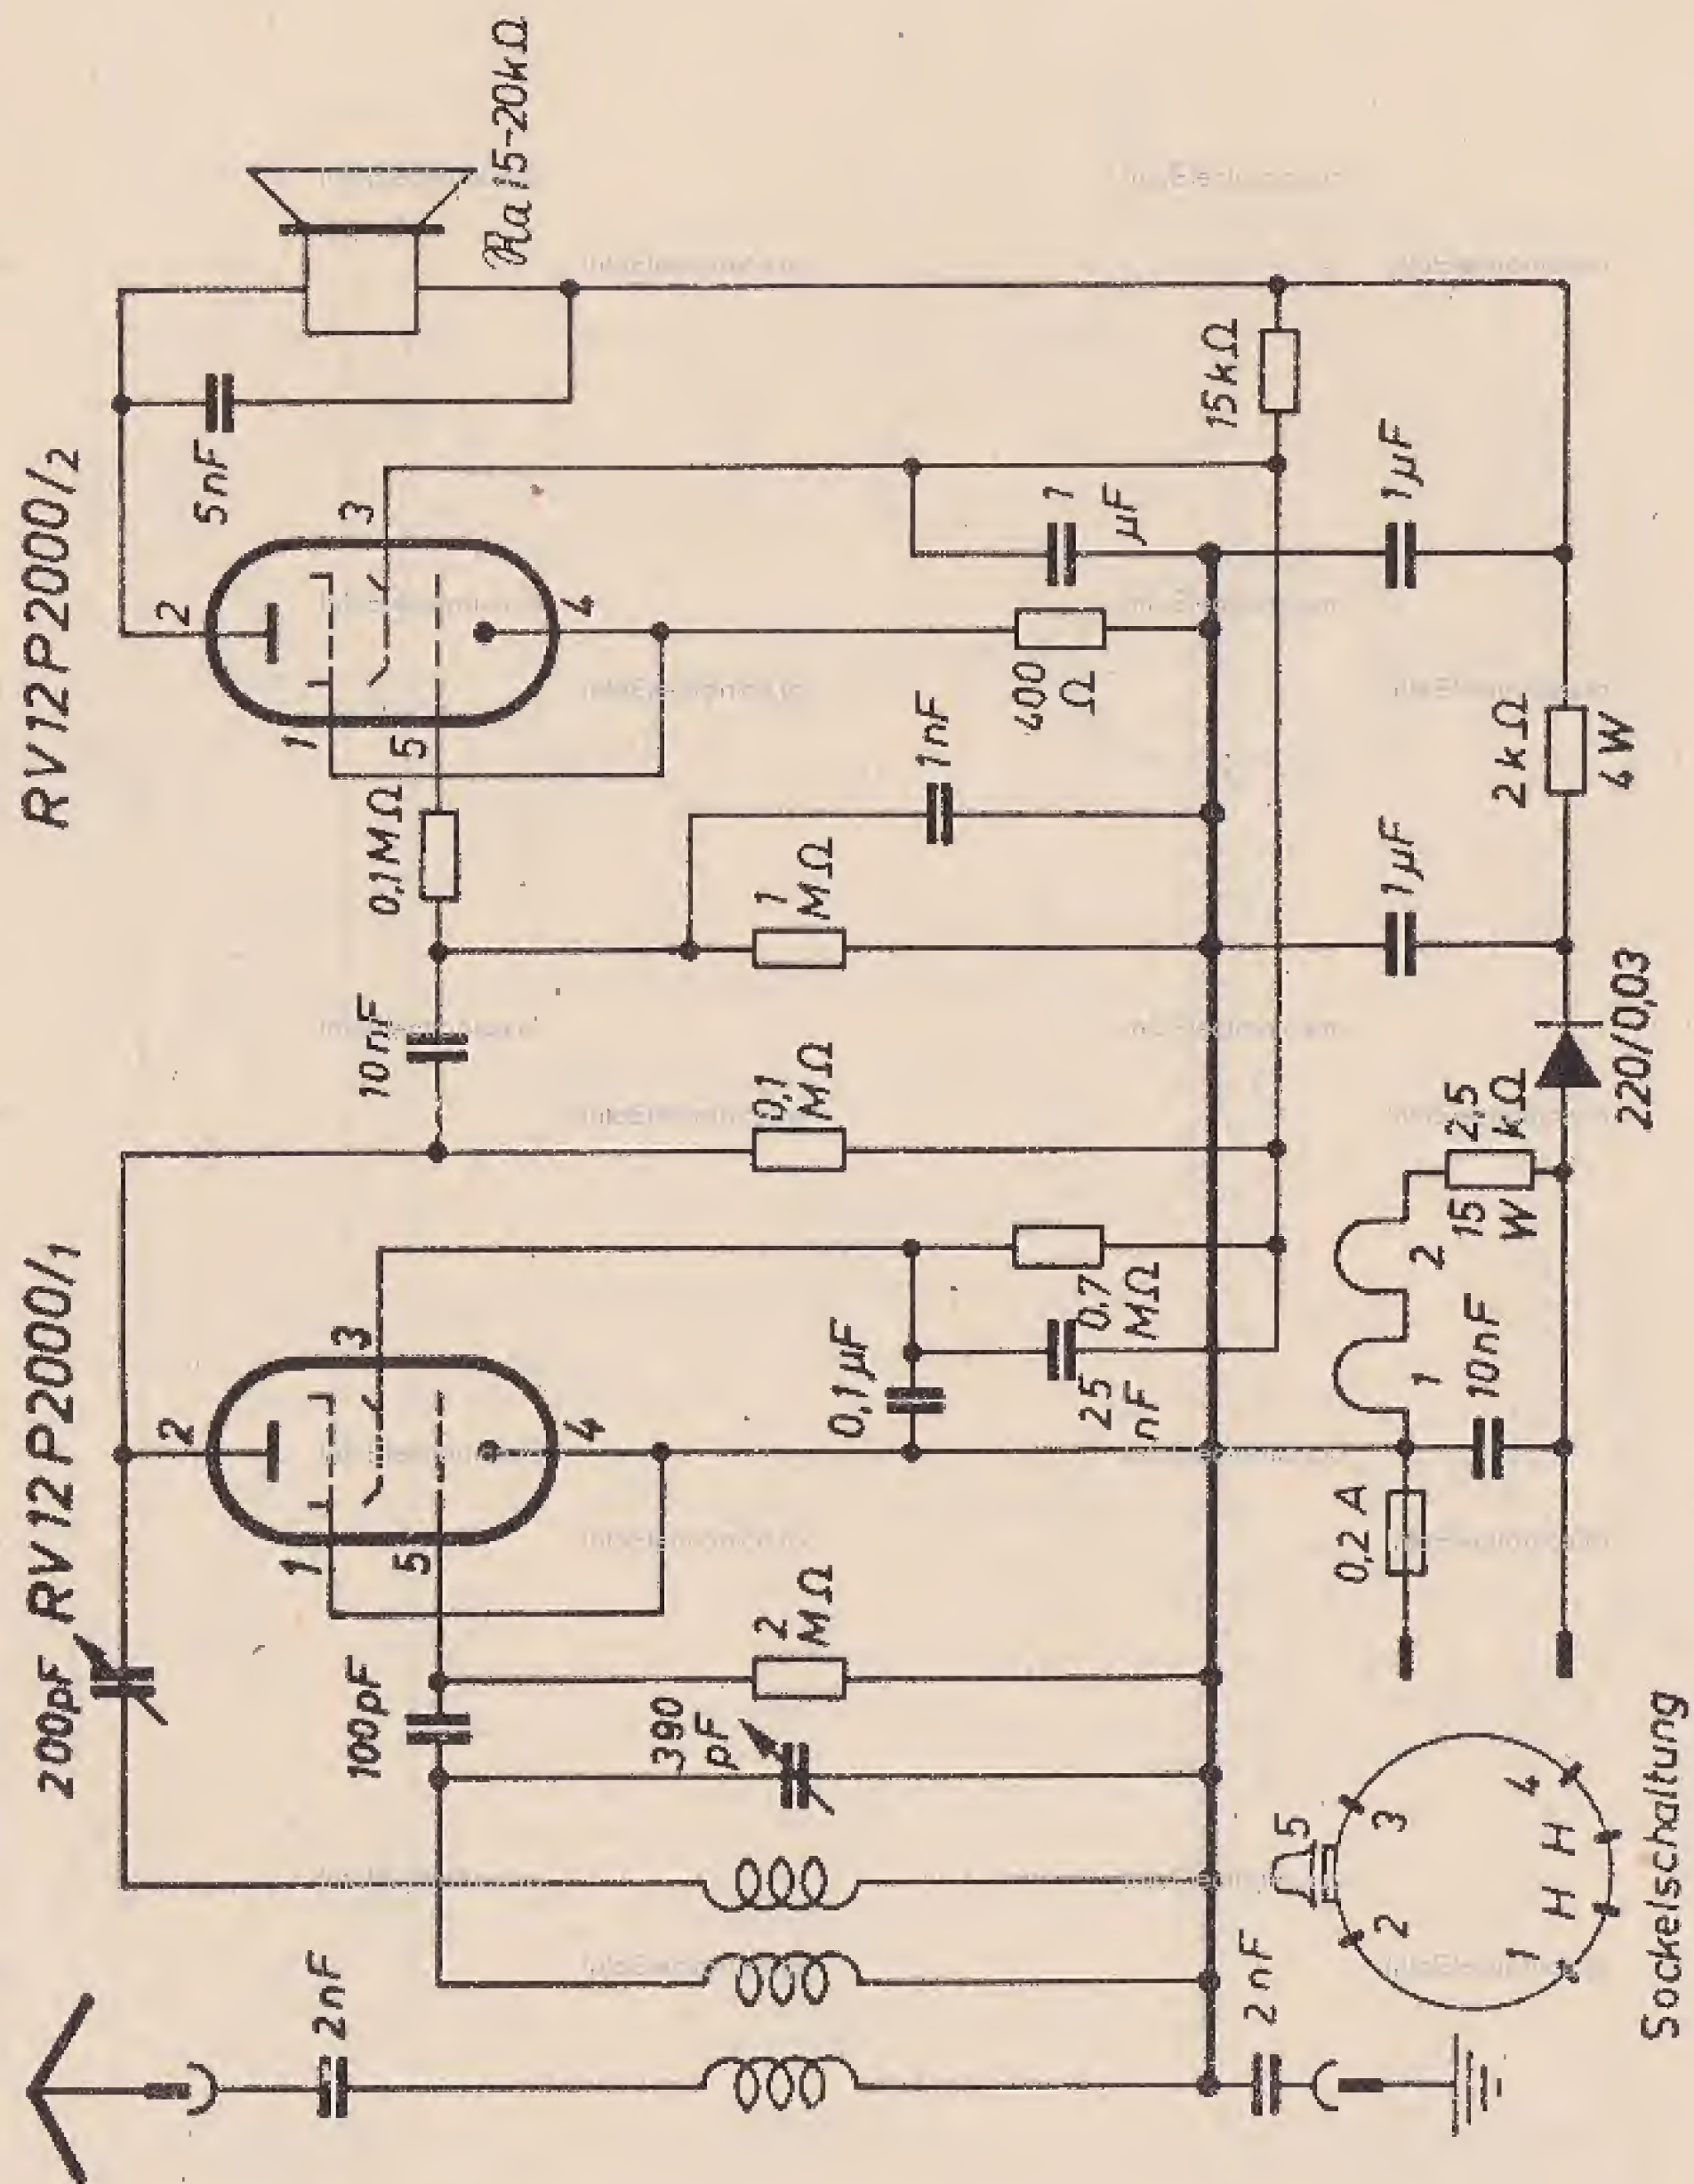 RV12P2000/1
RV12P2000/2
200pF
2
2
5nF
Ra 15-20kΩ
1
3
1
3
2nF
100pF
5
4
10nF
0,1MΩ
5
4
390
pF
2
MΩ
0,1µF
0,1
MΩ
1
MΩ
1nF
400
Ω
1
µF
15kΩ
25
nF
0,7
MΩ
2nF
0,2A
1
2
10nF
15
W
2,5
kΩ
1µF
1µF
220/0,03
2kΩ
4W
5
2
3
1
H
H
4
Sockelschaltung